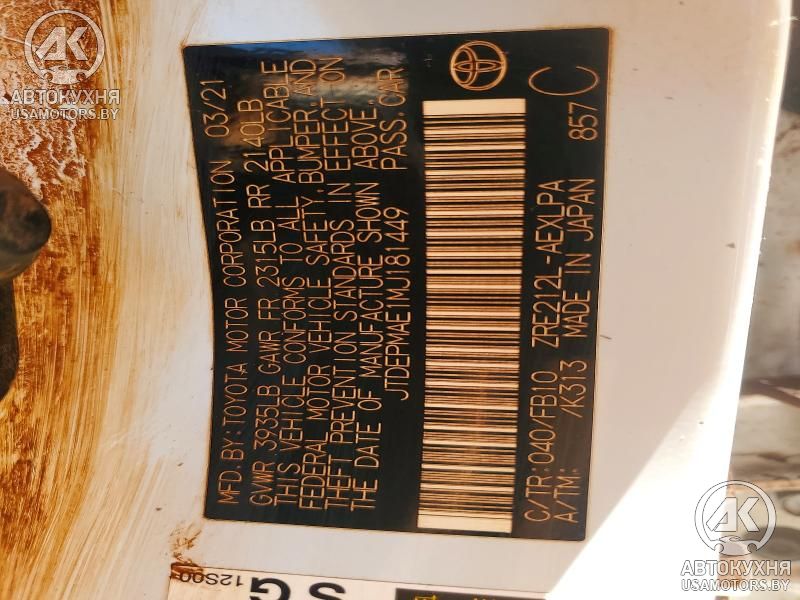 АВТОКУХНЯ
USAMOTORS.BY
MFD.BY:TOYOTA MOTOR CORPORATION 03/21
GVWR 3935LB GAWR FR 2315LB RR 2140LB
THIS VEHICLE CONFORMS TO ALL APPLICABLE
FEDERAL MOTOR VEHICLE SAFETY,BUMPER,AND
THEFT PREVENTION STANDARDS IN EFFECT ON
THE DATE OF MANUFACTURE SHOWN ABOVE.
JTDEPMAE1MJ181449 PASS.CAR
C/TR:040/FB10 ZRE212L-AEXLPA
A/TM: /K313 MADE IN JAPAN 857 C
SG
12S00
АВТОКУХНЯ
USAMOTORS.BY